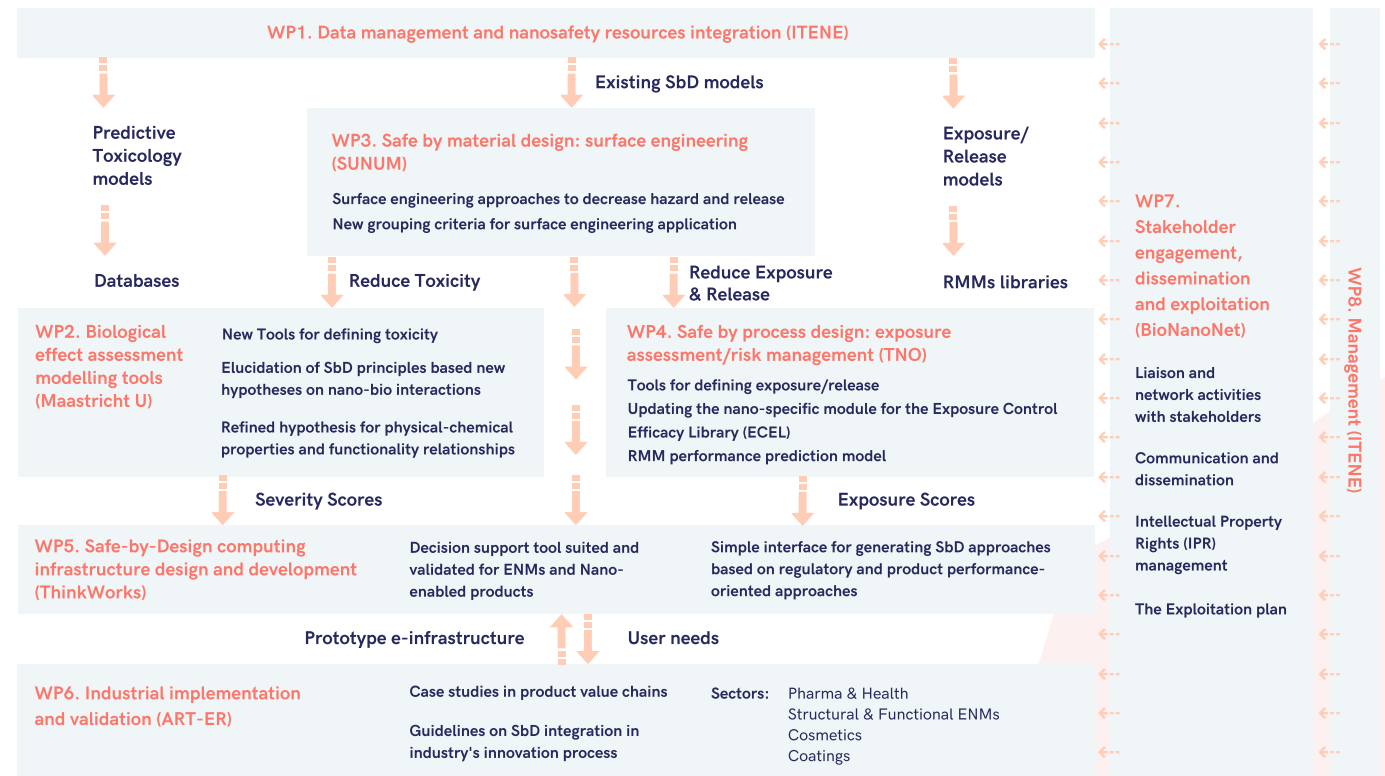 WP1. Data management and nanosafety resources integration (ITENE)
Existing SbD models
Predictive
Toxicology
models
WP3. Safe by material design: surface engineering
(SUNUM)
Surface engineering approaches to decrease hazard and release
New grouping criteria for surface engineering application
Exposure/
Release
models
Databases
Reduce Toxicity
Reduce Exposure
& Release
RMMs libraries
WP2. Biological
effect assessment
modelling tools
(Maastricht U)
New Tools for defining toxicity
Elucidation of SbD principles based new
hypotheses on nano-bio interactions
Refined hypothesis for physical-chemical
properties and functionality relationships
WP4. Safe by process design: exposure
assessment/risk management (TNO)
Tools for defining exposure/release
Updating the nano-specific module for the Exposure Control
Efficacy Library (ECEL)
RMM performance prediction model
Severity Scores
Exposure Scores
WP5. Safe-by-Design computing
infrastructure design and development
(ThinkWorks)
Decision support tool suited and
validated for ENMs and Nano-
enabled products
Simple interface for generating SbD approaches
based on regulatory and product performance-
oriented approaches
Prototype e-infrastructure
User needs
WP6. Industrial implementation
and validation (ART-ER)
Case studies in product value chains
Guidelines on SbD integration in
industry's innovation process
Sectors:
Pharma & Health
Structural & Functional ENMs
Cosmetics
Coatings
WP7.
Stakeholder
engagement,
dissemination
and exploitation
(BioNanoNet)
Liaison and
network activities
with stakeholders
Communication and
dissemination
Intellectual Property
Rights (IPR)
management
The Exploitation plan
WP8. Management (ITENE)